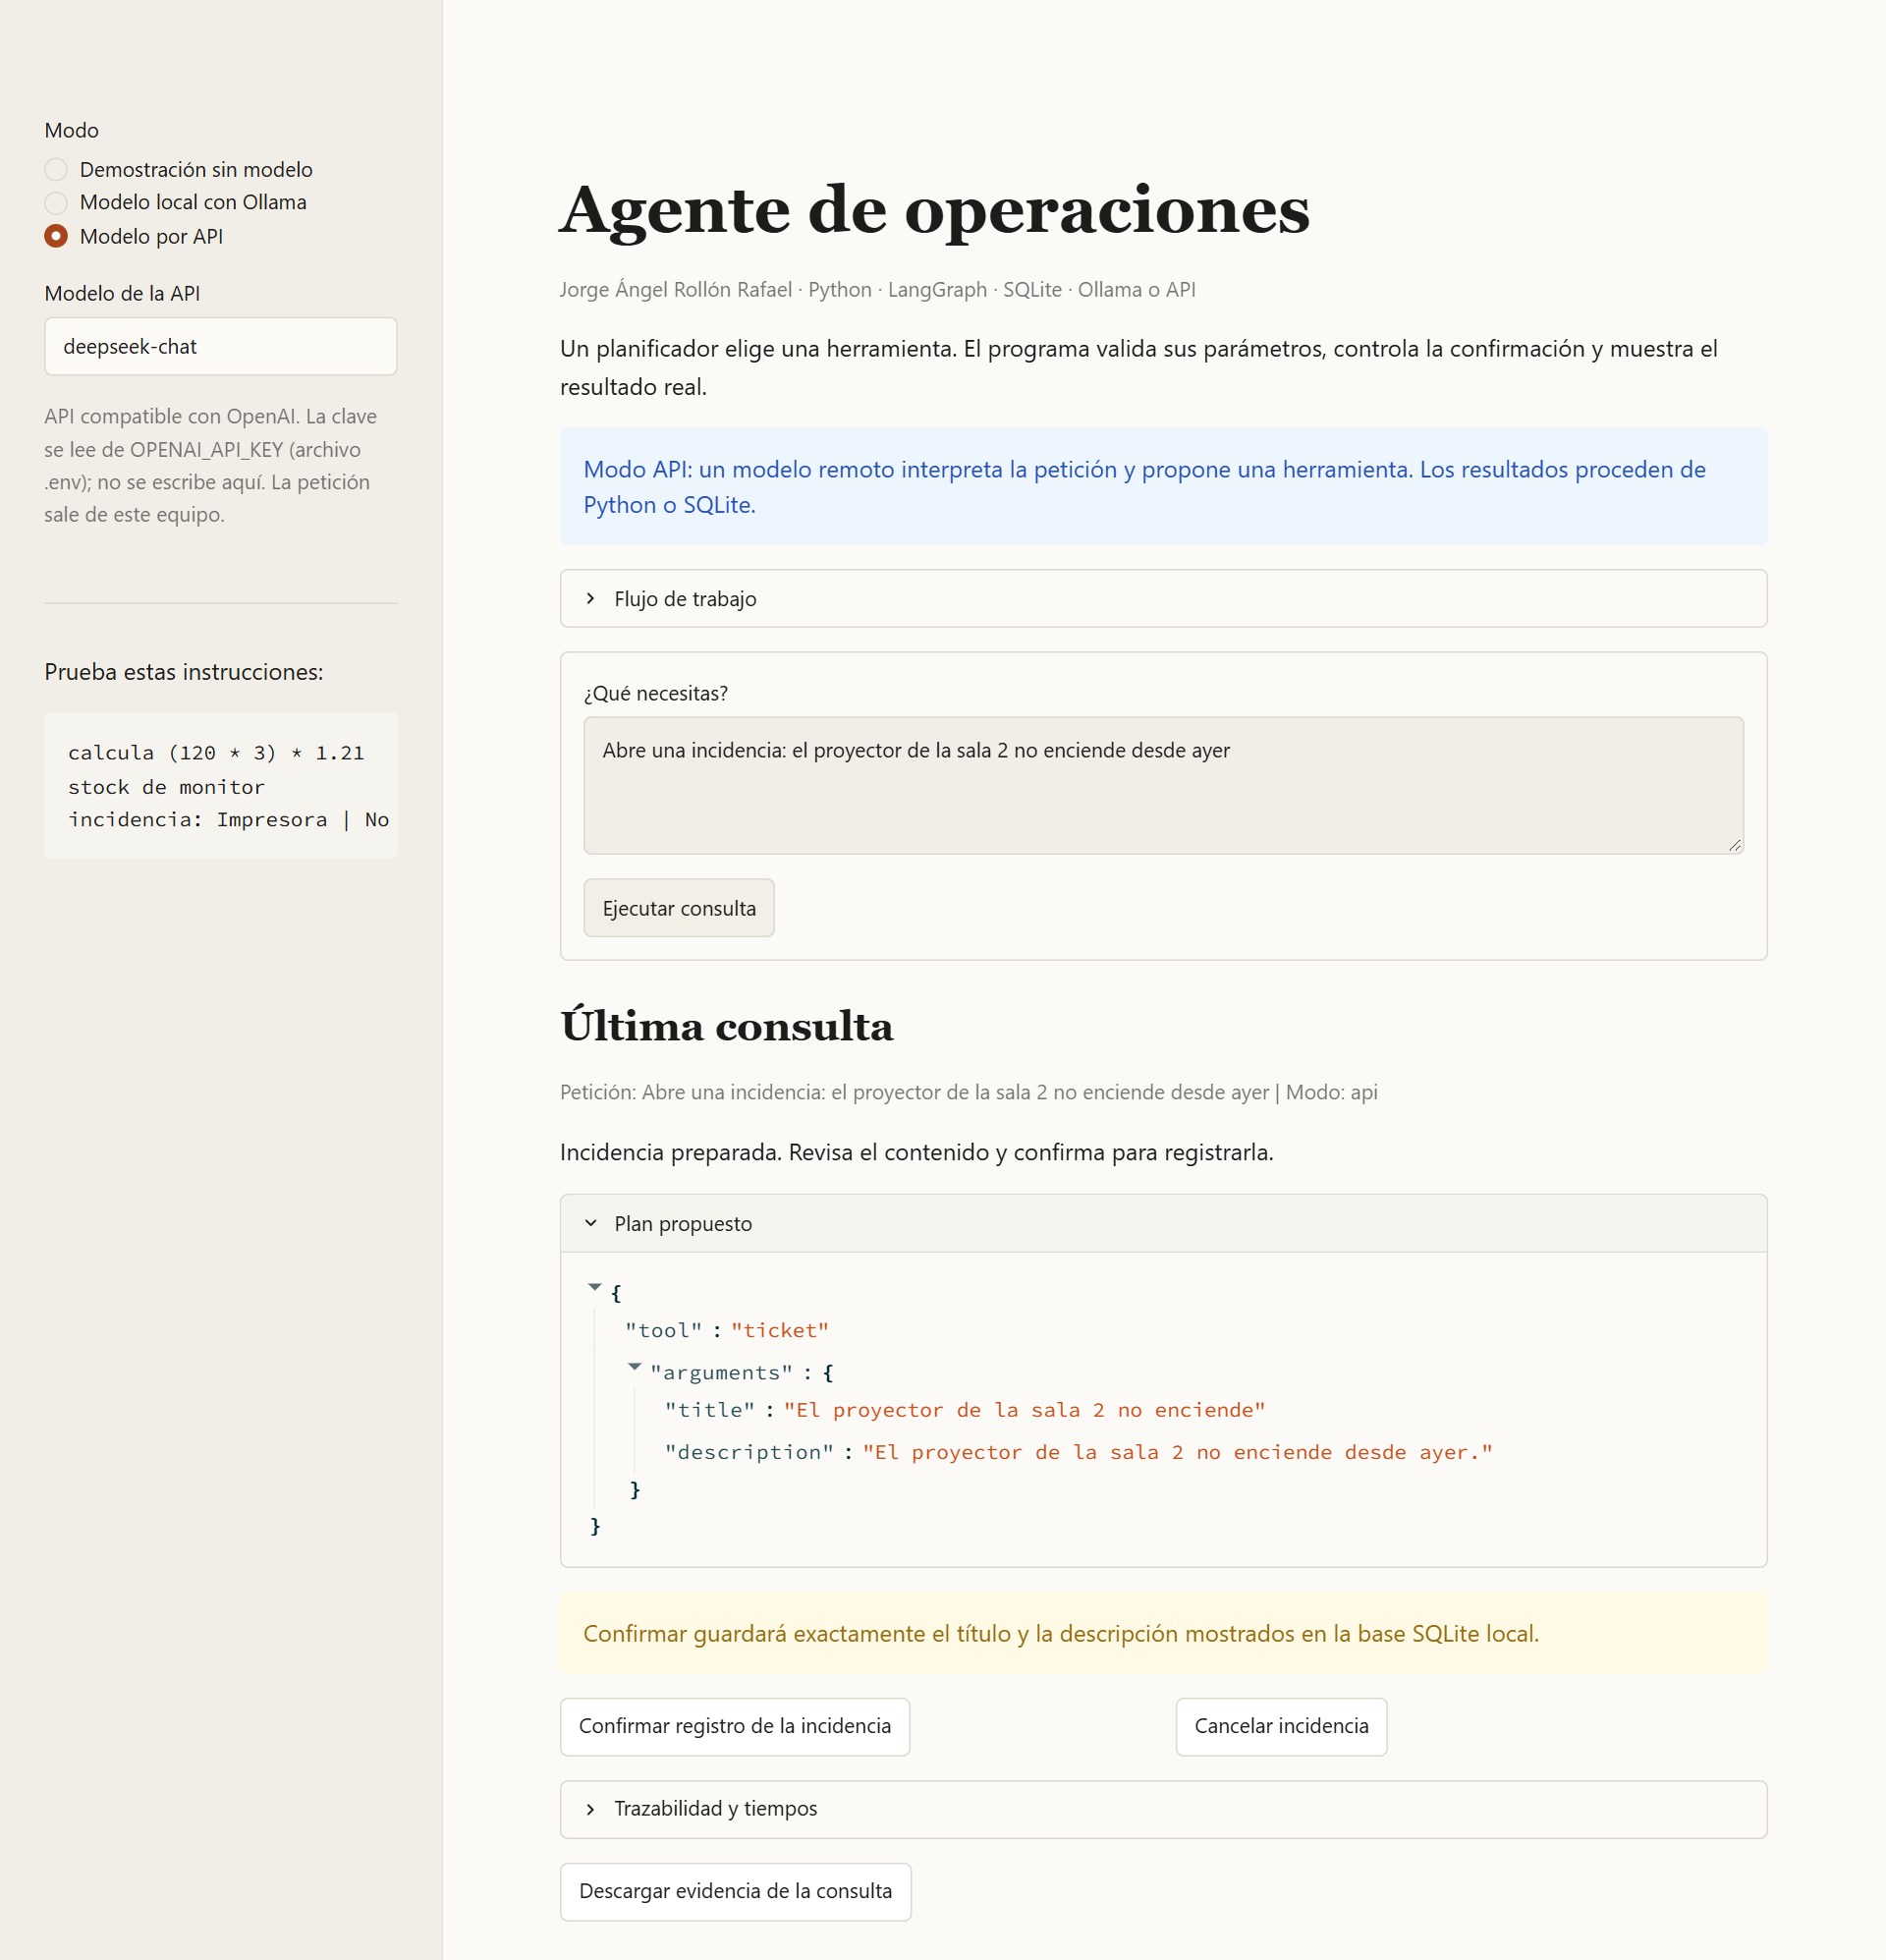 Modo
Demostración sin modelo
Modelo local con Ollama
Modelo por API
Modelo de la API
deepseek-chat
API compatible con OpenAI. La clave
se lee de OPENAI_API_KEY (archivo
.env); no se escribe aquí. La petición
sale de este equipo.
Prueba estas instrucciones:
calcula (120 * 3) * 1.21
stock de monitor
incidencia: Impresora | No
Agente de operaciones
Jorge Ángel Rollón Rafael · Python · LangGraph · SQLite · Ollama o API
Un planificador elige una herramienta. El programa valida sus parámetros, controla la confirmación y muestra el
resultado real.
Modo API: un modelo remoto interpreta la petición y propone una herramienta. Los resultados proceden de
Python o SQLite.
Flujo de trabajo
¿Qué necesitas?
Abre una incidencia: el proyector de la sala 2 no enciende desde ayer
Ejecutar consulta
Última consulta
Petición: Abre una incidencia: el proyector de la sala 2 no enciende desde ayer | Modo: api
Incidencia preparada. Revisa el contenido y confirma para registrarla.
Plan propuesto
{
"tool" : "ticket"
"arguments" : {
"title" : "El proyector de la sala 2 no enciende"
"description" : "El proyector de la sala 2 no enciende desde ayer."
}
}
Confirmar guardará exactamente el título y la descripción mostrados en la base SQLite local.
Confirmar registro de la incidencia
Cancelar incidencia
Trazabilidad y tiempos
Descargar evidencia de la consulta